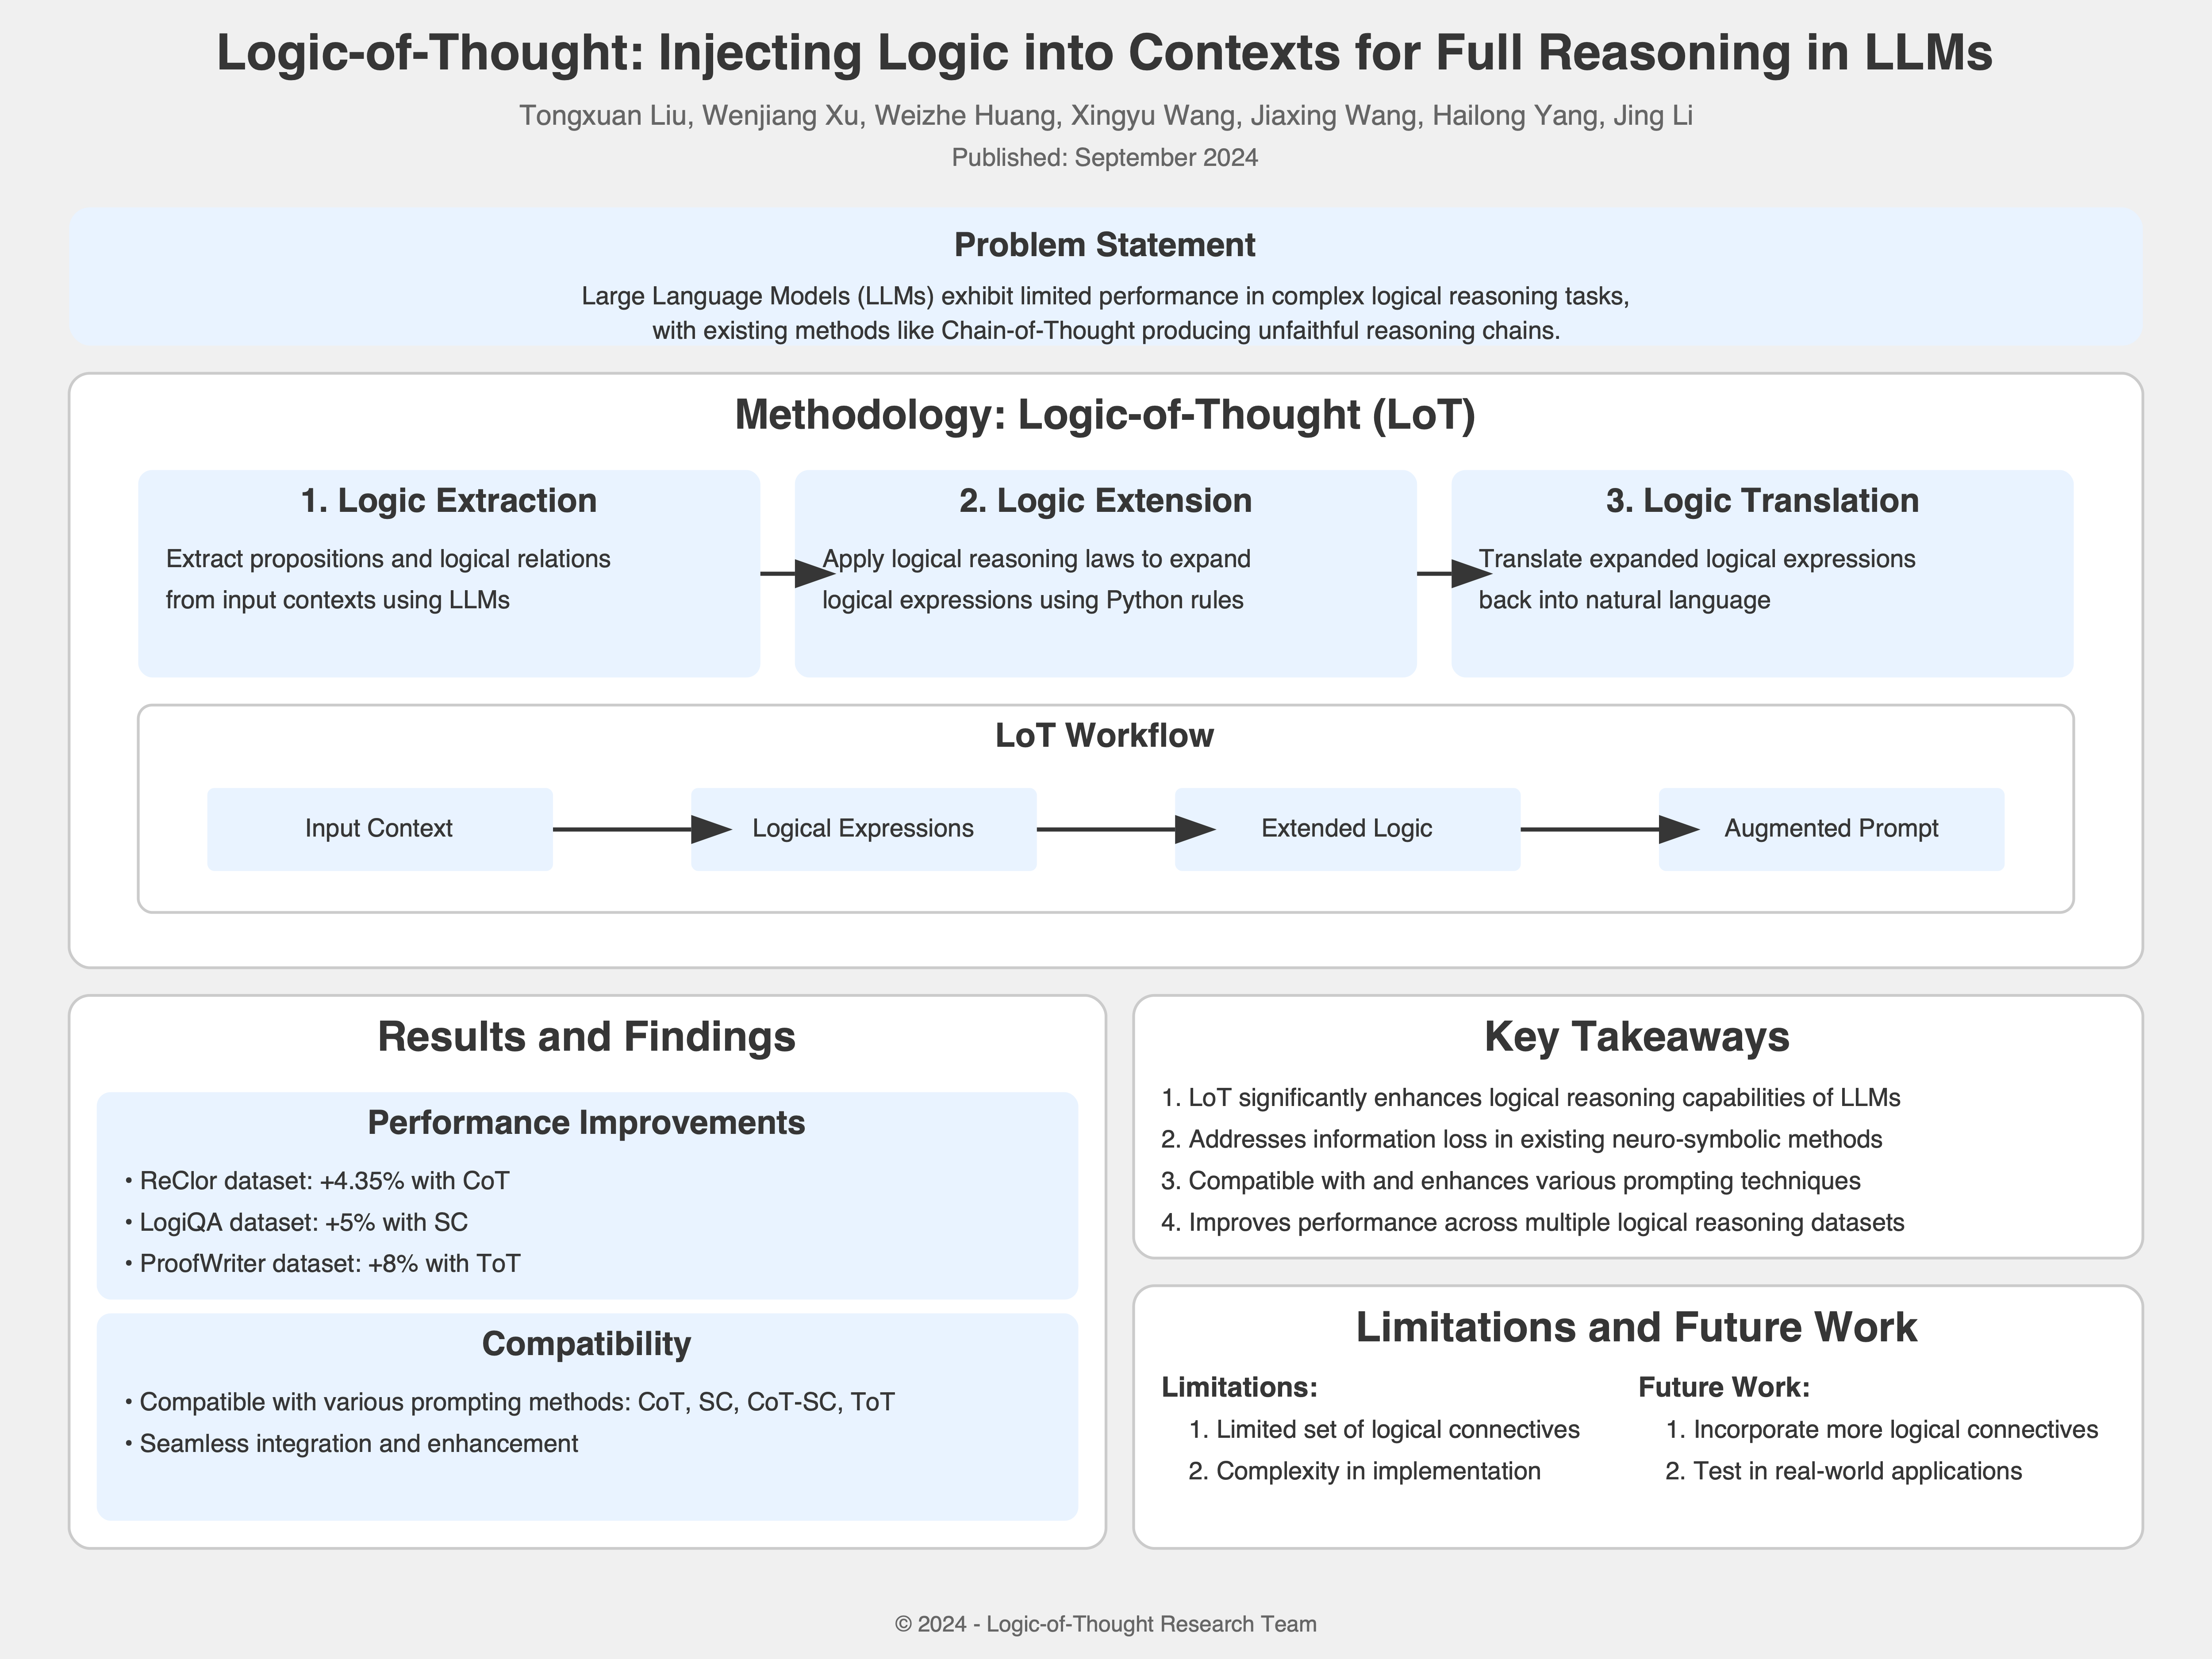 Logic-of-Thought: Injecting Logic into Contexts for Full Reasoning in LLMs
Tongxuan Liu, Wenjiang Xu, Weizhe Huang, Xingyu Wang, Jiaxing Wang, Hailong Yang, Jing Li
Published: September 2024
Problem Statement
Large Language Models (LLMs) exhibit limited performance in complex logical reasoning tasks,
with existing methods like Chain-of-Thought producing unfaithful reasoning chains.
Methodology: Logic-of-Thought (LoT)
1. Logic Extraction
Extract propositions and logical relations
from input contexts using LLMs
2. Logic Extension
Apply logical reasoning laws to expand
logical expressions using Python rules
3. Logic Translation
Translate expanded logical expressions
back into natural language
LoT Workflow
Input Context
Logical Expressions
Extended Logic
Augmented Prompt
Results and Findings
Performance Improvements
• ReClor dataset: +4.35% with CoT
• LogiQA dataset: +5% with SC
• ProofWriter dataset: +8% with ToT
Compatibility
• Compatible with various prompting methods: CoT, SC, CoT-SC, ToT
• Seamless integration and enhancement
Key Takeaways
1. LoT significantly enhances logical reasoning capabilities of LLMs
2. Addresses information loss in existing neuro-symbolic methods
3. Compatible with and enhances various prompting techniques
4. Improves performance across multiple logical reasoning datasets
Limitations and Future Work
Limitations:
1. Limited set of logical connectives
2. Complexity in implementation
Future Work:
1. Incorporate more logical connectives
2. Test in real-world applications
© 2024 - Logic-of-Thought Research Team